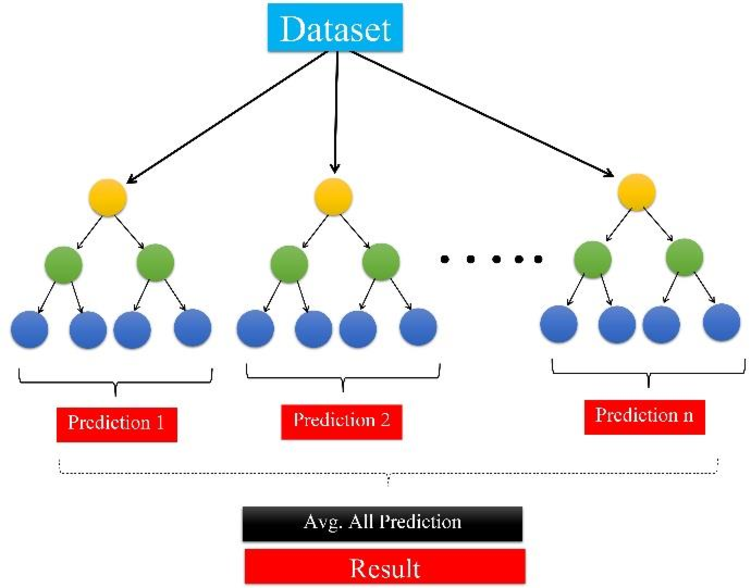 Dataset
Prediction 1
Prediction 2
Prediction n
Avg. All Prediction
Result